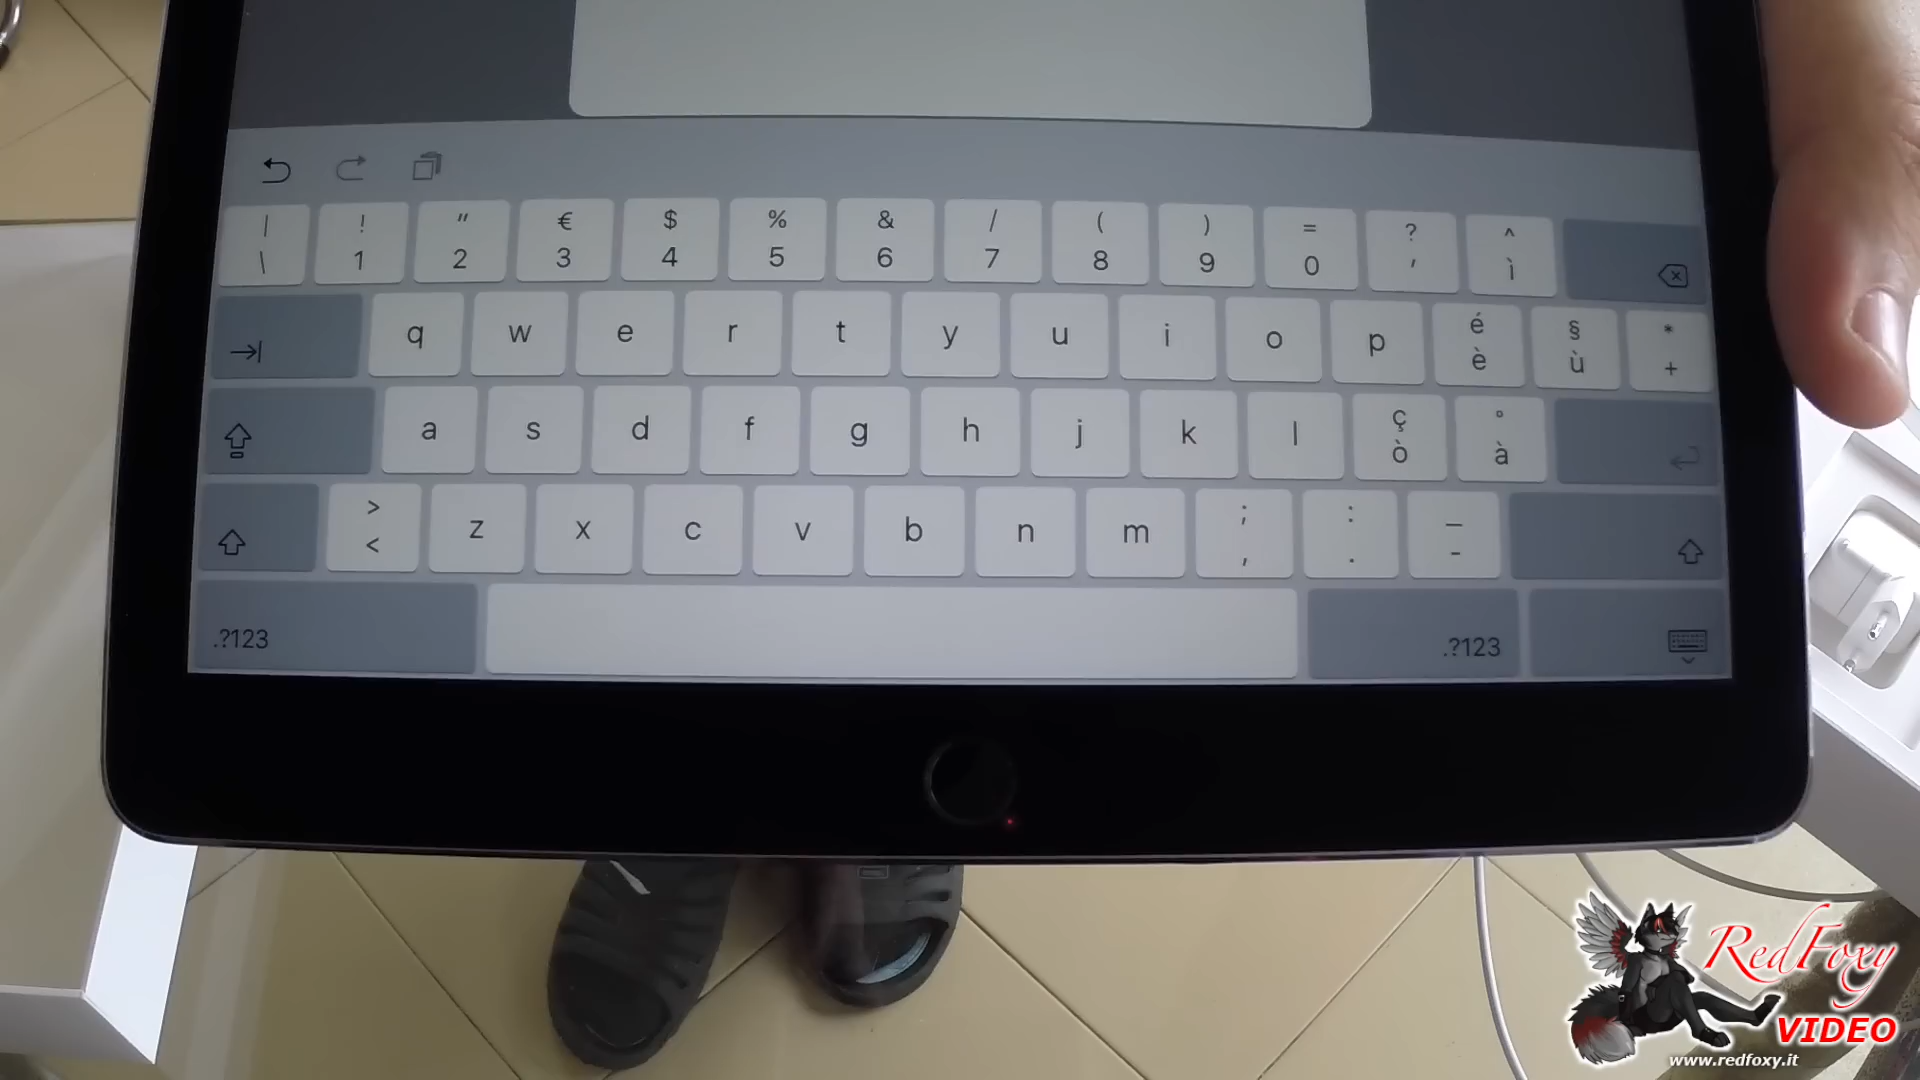 | ! " € $ % & / ( ) = ? ^
\ 1 2 3 4 5 6 7 8 9 0 ' ì
q w e r t y u i o p é è § ù * +
a s d f g h j k l ç ò ° à
> < z x c v b n m ; , : . _ -
.?123 .?123
RedFoxy
VIDEO
www.redfoxy.it